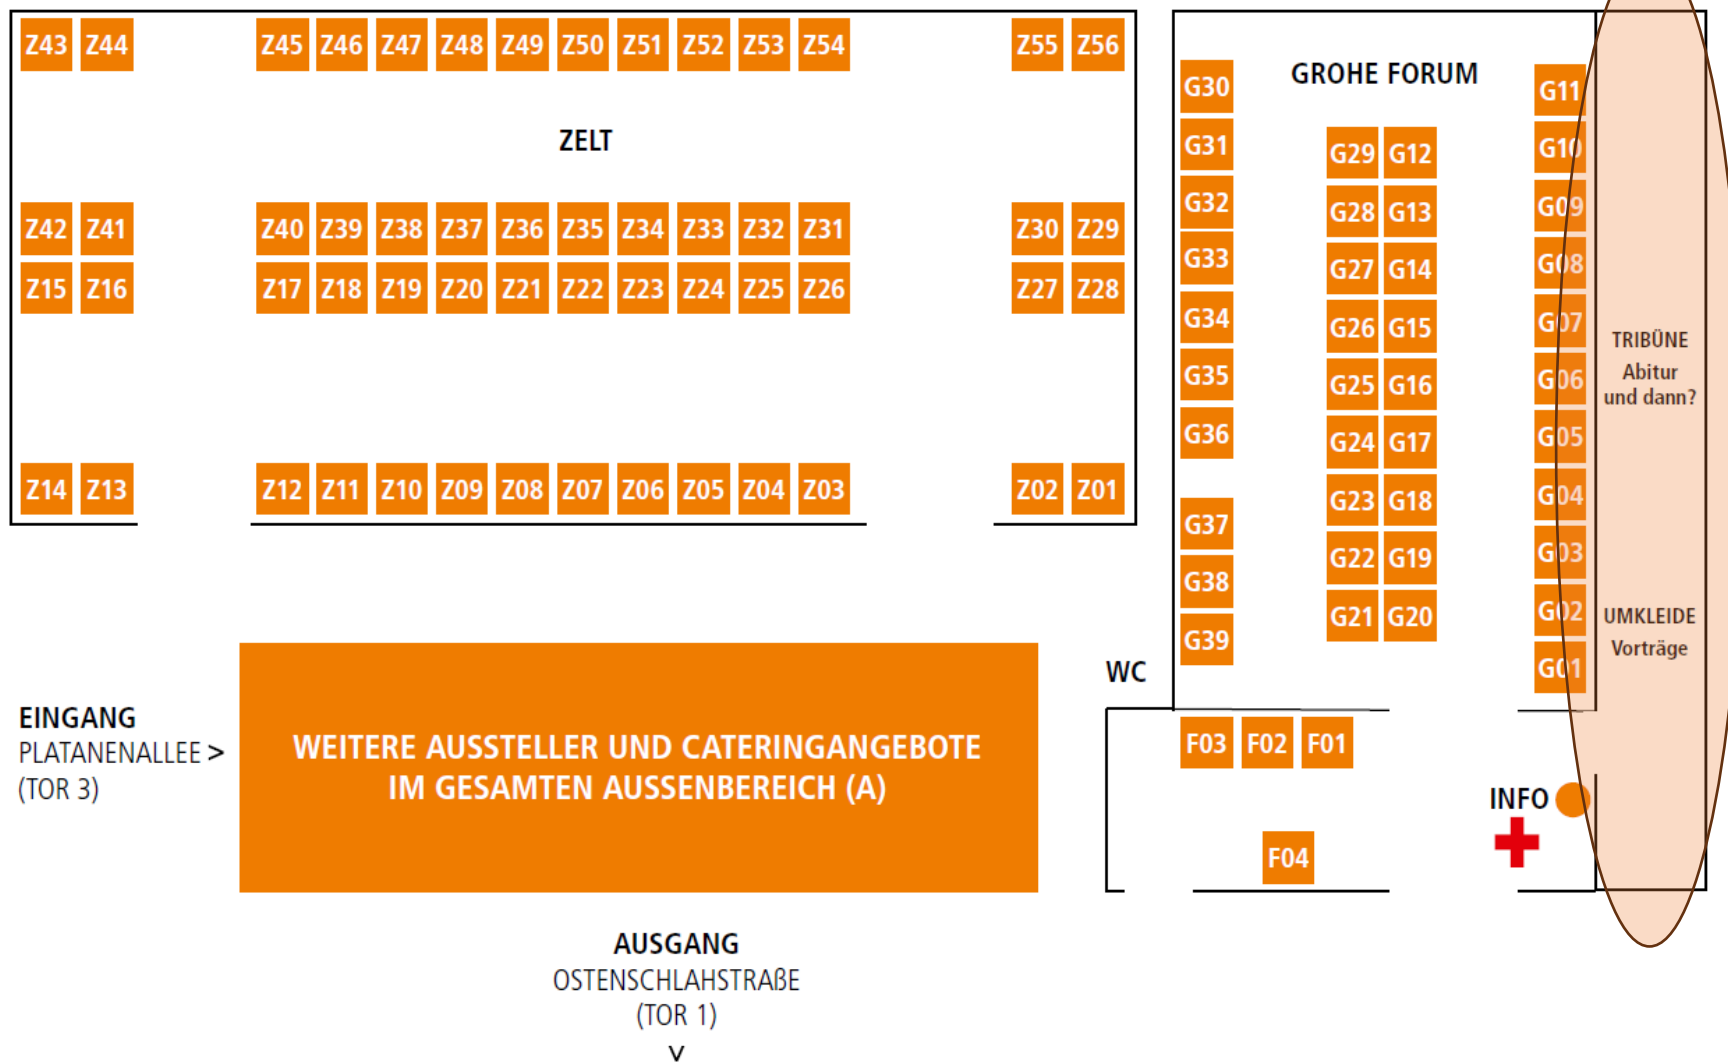 Z43 Z44 Z45 Z46 Z47 Z48 Z49 Z50 Z51 Z52 Z53 Z54 Z55 Z56
ZELT
Z42 Z41 Z40 Z39 Z38 Z37 Z36 Z35 Z34 Z33 Z32 Z31 Z30 Z29
Z15 Z16 Z17 Z18 Z19 Z20 Z21 Z22 Z23 Z24 Z25 Z26 Z27 Z28
Z14 Z13 Z12 Z11 Z10 Z09 Z08 Z07 Z06 Z05 Z04 Z03 Z02 Z01
GROHE FORUM
G30
G31
G32
G33
G34
G35
G36
G37
G38
G39
G29 G12
G28 G13
G27 G14
G26 G15
G25 G16
G24 G17
G23 G18
G22 G19
G21 G20
G11
G10
G09
G08
G07
G06
G05
G04
G03
G02
G01
TRIBÜNE
Abitur
und dann?
UMKLEIDE
Vorträge
WC
F03 F02 F01
INFO
F04
EINGANG
PLATANENALLEE >
(TOR 3)
WEITERE AUSSTELLER UND CATERINGANGEBOTE
IM GESAMTEN AUSSENBEREICH (A)
AUSGANG
OSTENSCHLAHSTRAßE
(TOR 1)
v